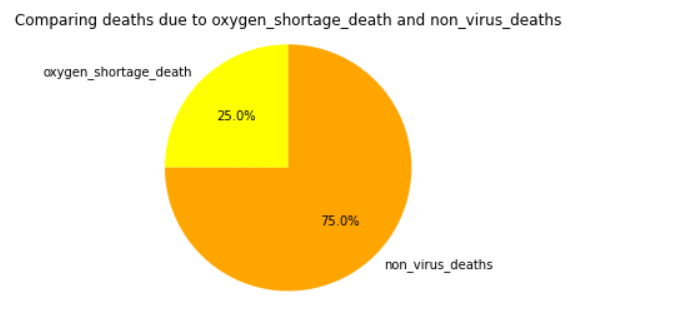 Comparing deaths due to oxygen_shortage_death and non_virus_deaths
oxygen_shortage_death
25.0%
75.0%
non_virus_deaths